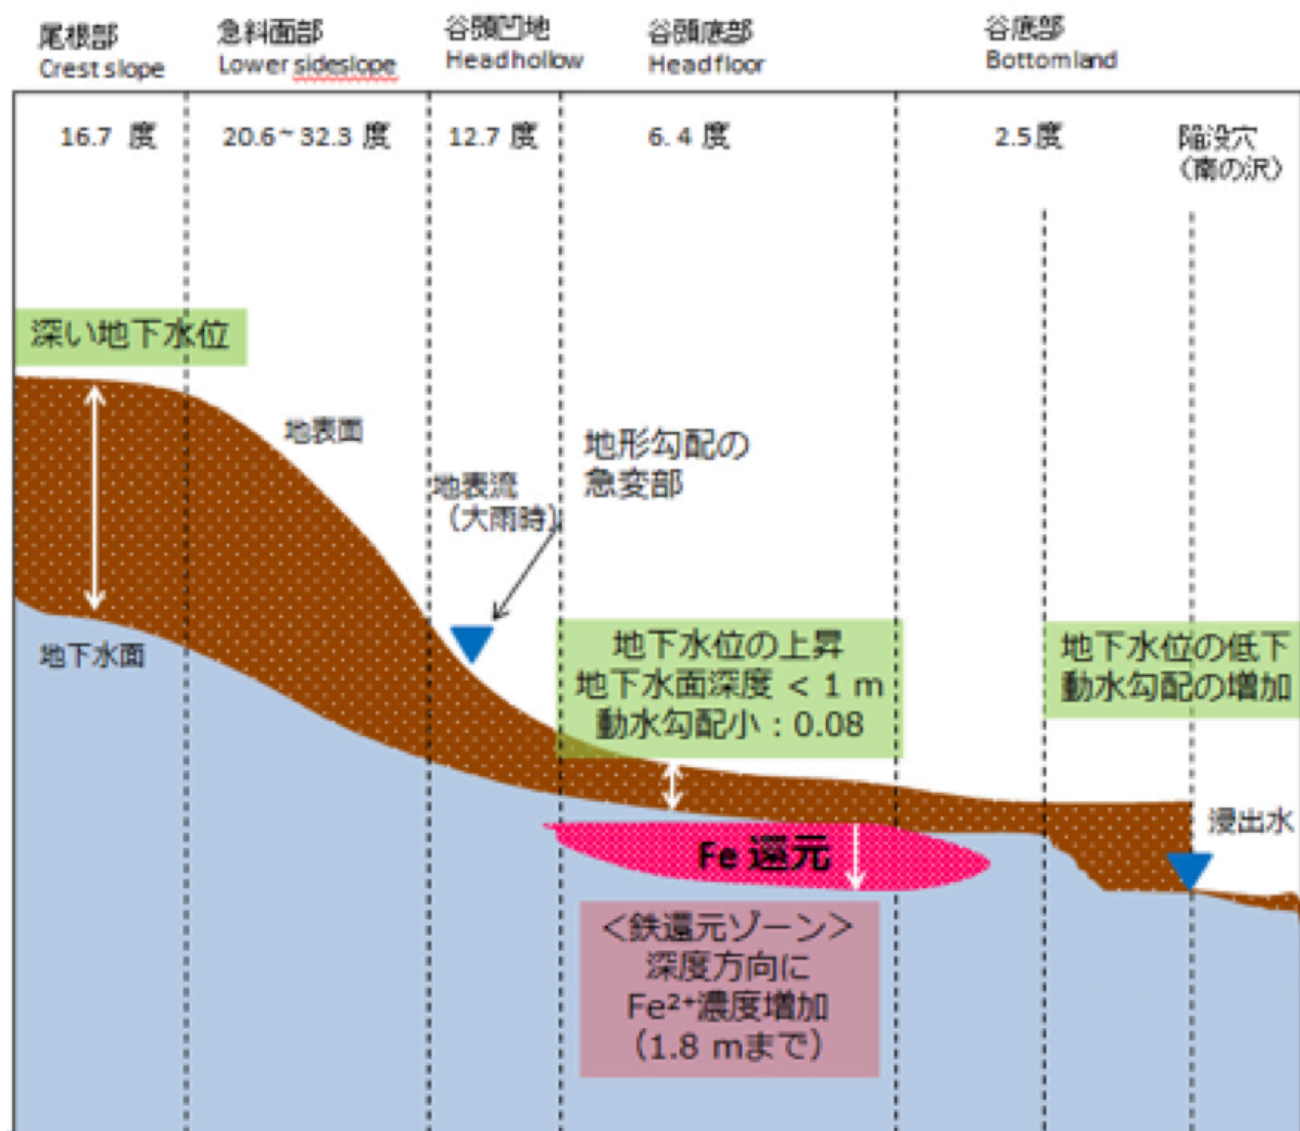 尾根部
Crest slope
急料面部
Lower sideslope
谷頭凹地
Head hollow
谷頭底部
Head floor
谷底部
Bottom land
16.7 度
20.6~32.3 度
12.7 度
6. 4 度
2.5度
陥没穴
(南の沢)
深い地下水位
地表面
地形勾配の
急変部
地表流
(大雨時)
地下水面
地下水位の上昇
地下水面深度 < 1 m
動水勾配小：0.08
地下水位の低下
動水勾配の増加
浸出水
Fe 還元
<鉄還元ゾーン>
深度方向に
Fe²⁺濃度増加
(1.8 mまで)